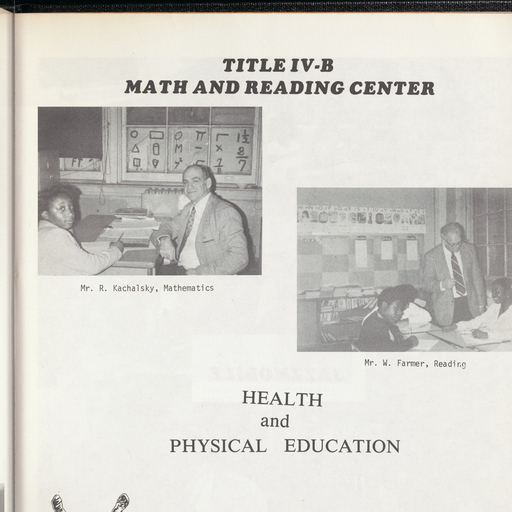 TITLE IV-B
MATH AND READING CENTER
Mr. R. Kachalsky, Mathematics
Mr. W. Farmer, Reading
HEALTH
and
PHYSICAL EDUCATION